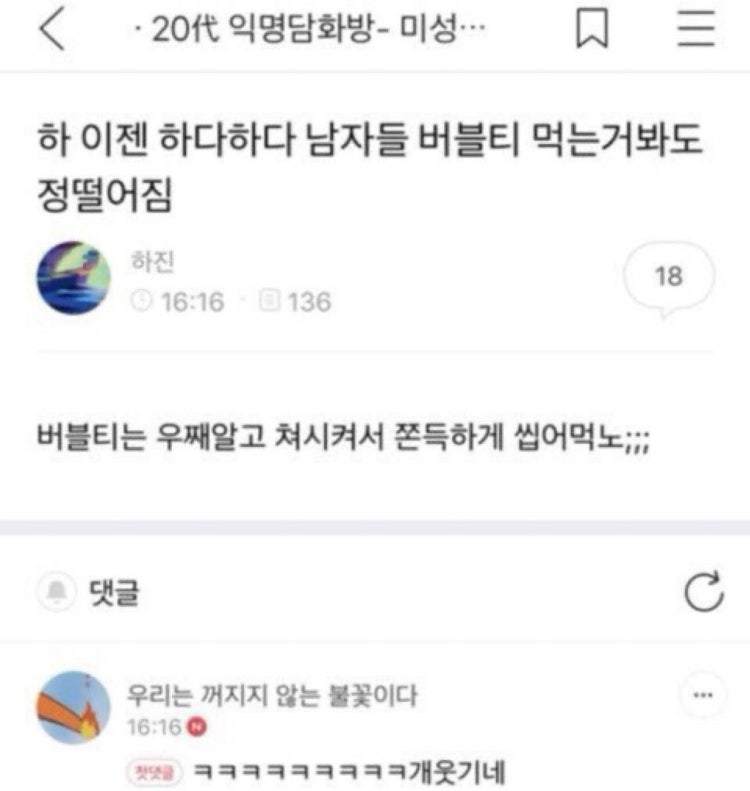 · 20代 익명담화방- 미성…
하 이젠 하다하다 남자들 버블티 먹는거봐도
정떨어짐
하진
16:16 · 136
18
버블티는 우째알고 쳐시켜서 쫀득하게 씹어먹노;;;
댓글
우리는 꺼지지 않는 불꽃이다
16:16 N
첫댓글 ㅋㅋㅋㅋㅋㅋㅋㅋㅋ개웃기네